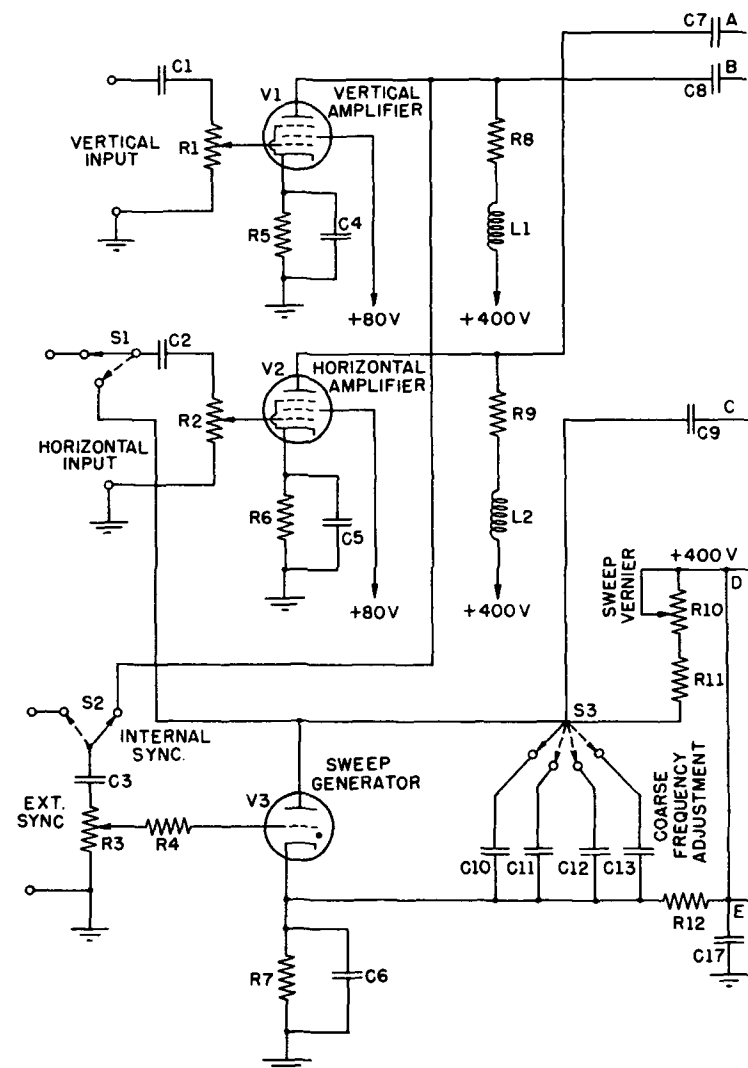 C7
A
B
C8
C1
V1
VERTICAL
AMPLIFIER
VERTICAL
INPUT
R1
R8
R5
C4
L1
+80V
+400V
S1
C2
V2
HORIZONTAL
AMPLIFIER
R2
R9
C
C9
HORIZONTAL
INPUT
R6
C5
L2
+80V
+400V
+400V
D
SWEEP
VERNIER
R10
R11
S2
INTERNAL
SYNC.
S3
C3
SWEEP
GENERATOR
V3
EXT.
SYNC
R3
R4
COARSE
FREQUENCY
ADJUSTMENT
C10
C11
C12
C13
R12
E
C17
R7
C6